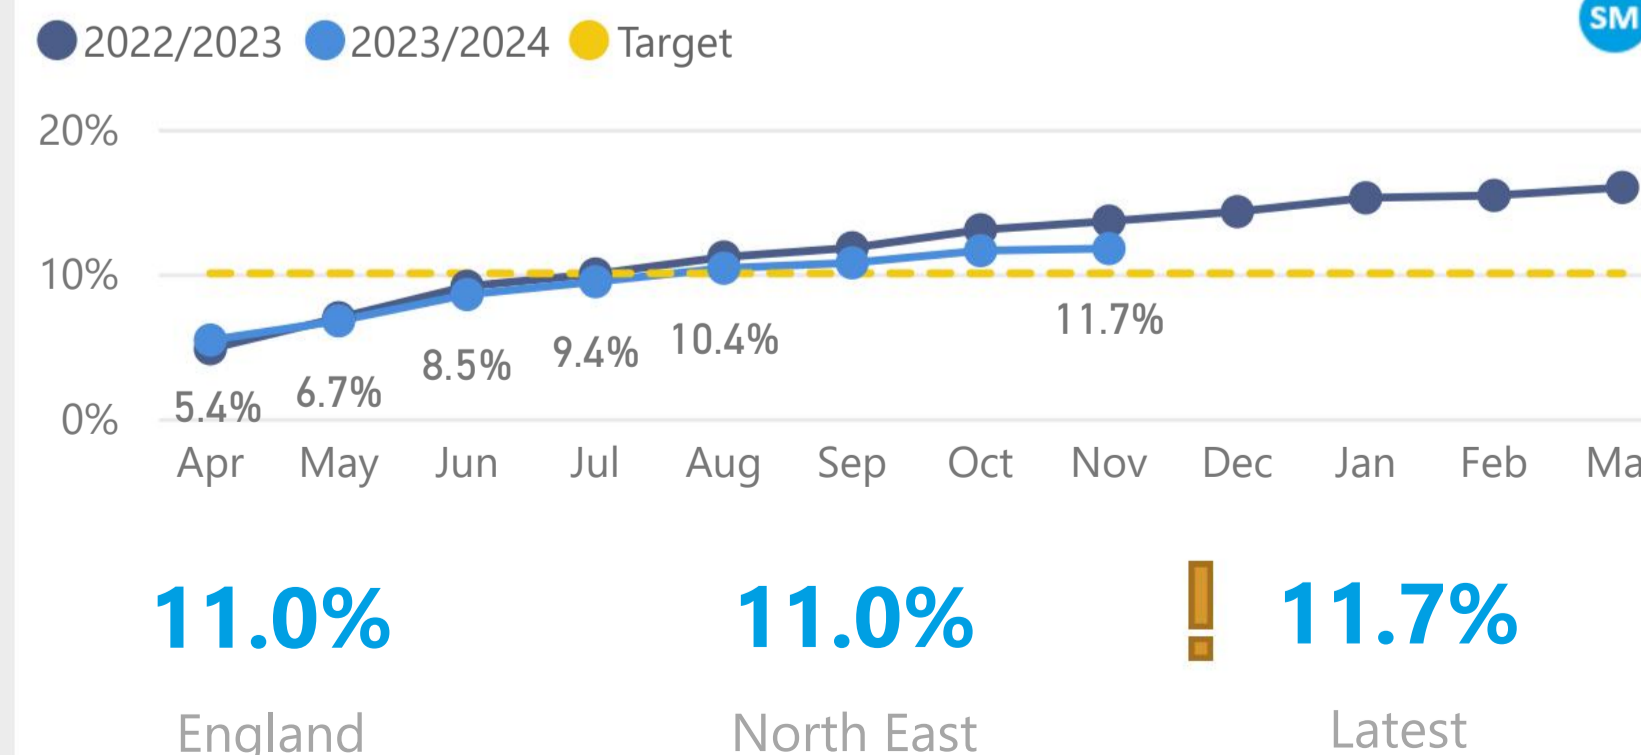 2022/2023 2023/2024 Target
SM
20%
10%
0%
5.4% 6.7% 8.5% 9.4% 10.4% 11.7%
Apr May Jun Jul Aug Sep Oct Nov Dec Jan Feb Ma
11.0% 11.0% ! 11.7%
England North East Latest